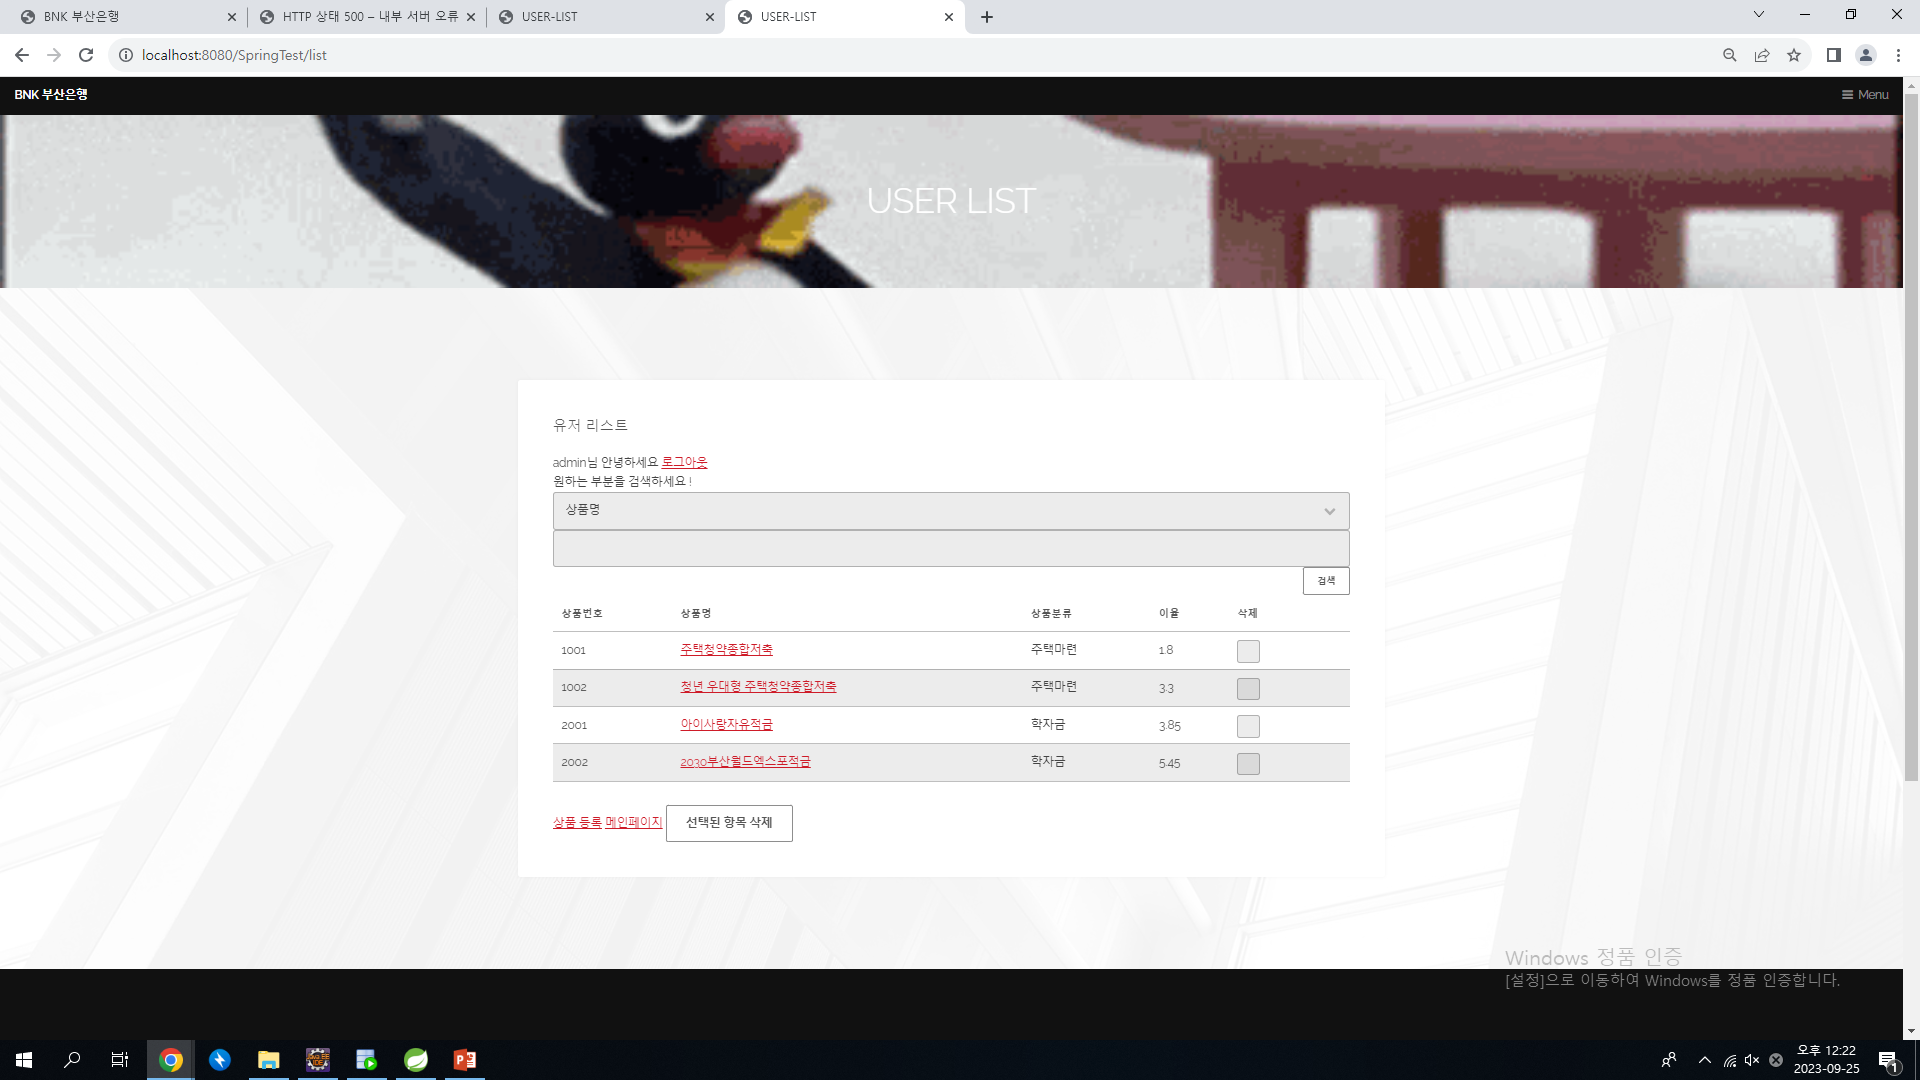 BNK 부산은행
HTTP 상태 500 – 내부 서버 오류
USER-LIST
USER-LIST
localhost:8080/SpringTest/list
BNK 부산은행
Menu
USER LIST
유저 리스트
admin님 안녕하세요 로그아웃
원하는 부분을 검색하세요 !
상품명
검색
상품번호 상품명 상품분류 이율 삭제
1001 주택청약종합저축 주택마련 1.8
1002 청년 우대형 주택청약종합저축 주택마련 3.3
2001 아이사랑자유적금 학자금 3.85
2002 2030부산월드엑스포적금 학자금 5.45
상품 등록 메인페이지 선택된 항목 삭제
Windows 정품 인증
[설정]으로 이동하여 Windows를 정품 인증합니다.
오후 12:22
2023-09-25
1